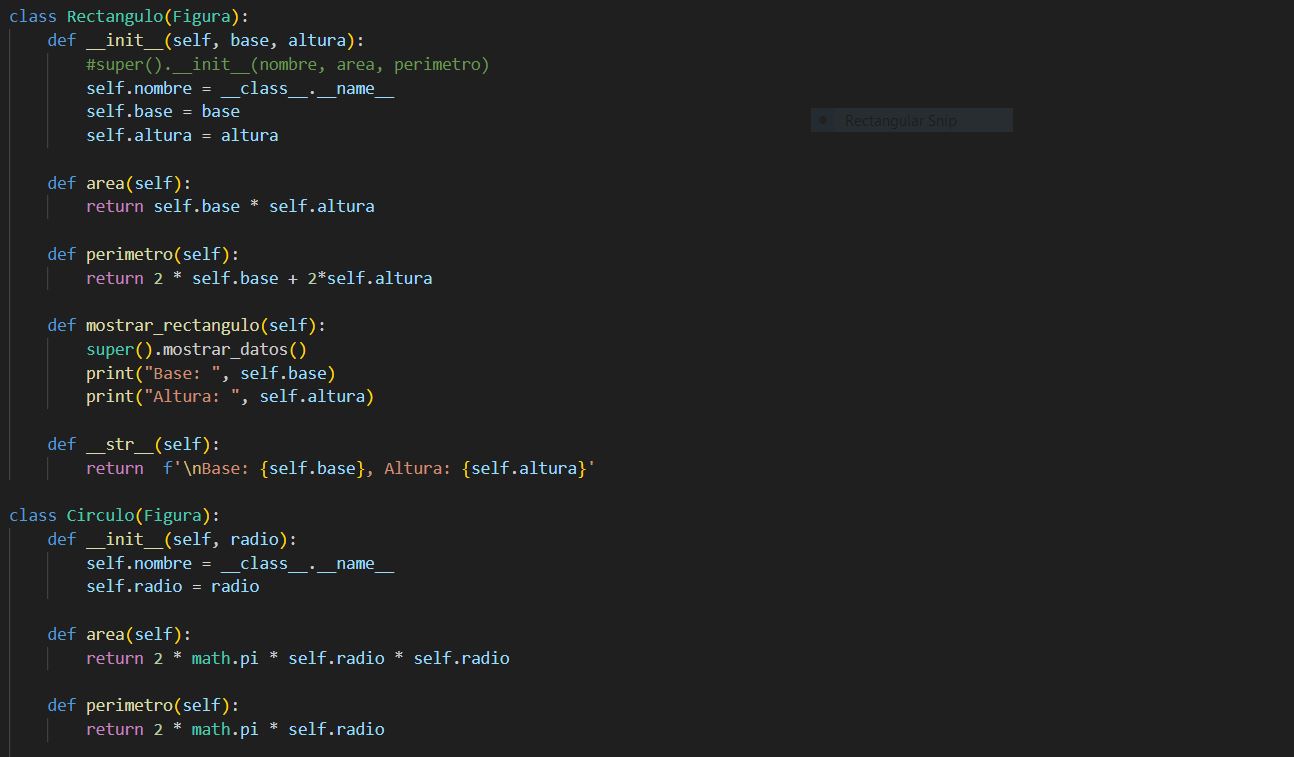 class Rectangulo(Figura):
    def __init__(self, base, altura):
        #super().__init__(nombre, area, perimetro)
        self.nombre = __class__.__name__
        self.base = base
        self.altura = altura
Rectangular Snip
    def area(self):
        return self.base * self.altura
    def perimetro(self):
        return 2 * self.base + 2*self.altura
    def mostrar_rectangulo(self):
        super().mostrar_datos()
        print("Base: ", self.base)
        print("Altura: ", self.altura)
    def __str__(self):
        return  f'\nBase: {self.base}, Altura: {self.altura}'
class Circulo(Figura):
    def __init__(self, radio):
        self.nombre = __class__.__name__
        self.radio = radio
    def area(self):
        return 2 * math.pi * self.radio * self.radio
    def perimetro(self):
        return 2 * math.pi * self.radio